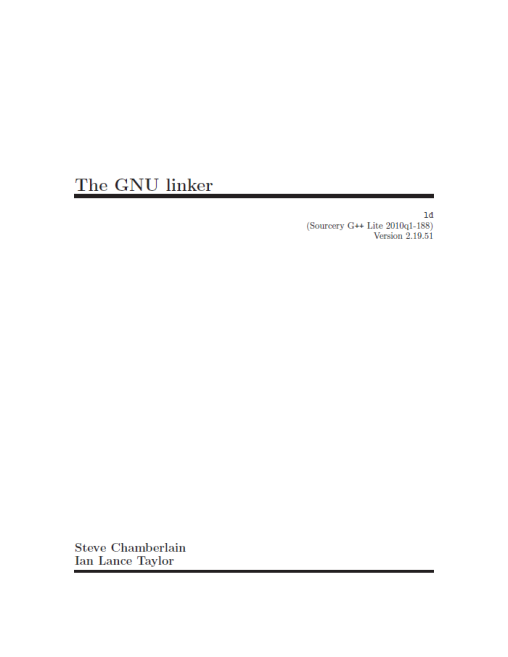 The GNU linker
ld
(Sourcery G++ Lite 2010q1-188)
Version 2.19.51
Steve Chamberlain
Ian Lance Taylor